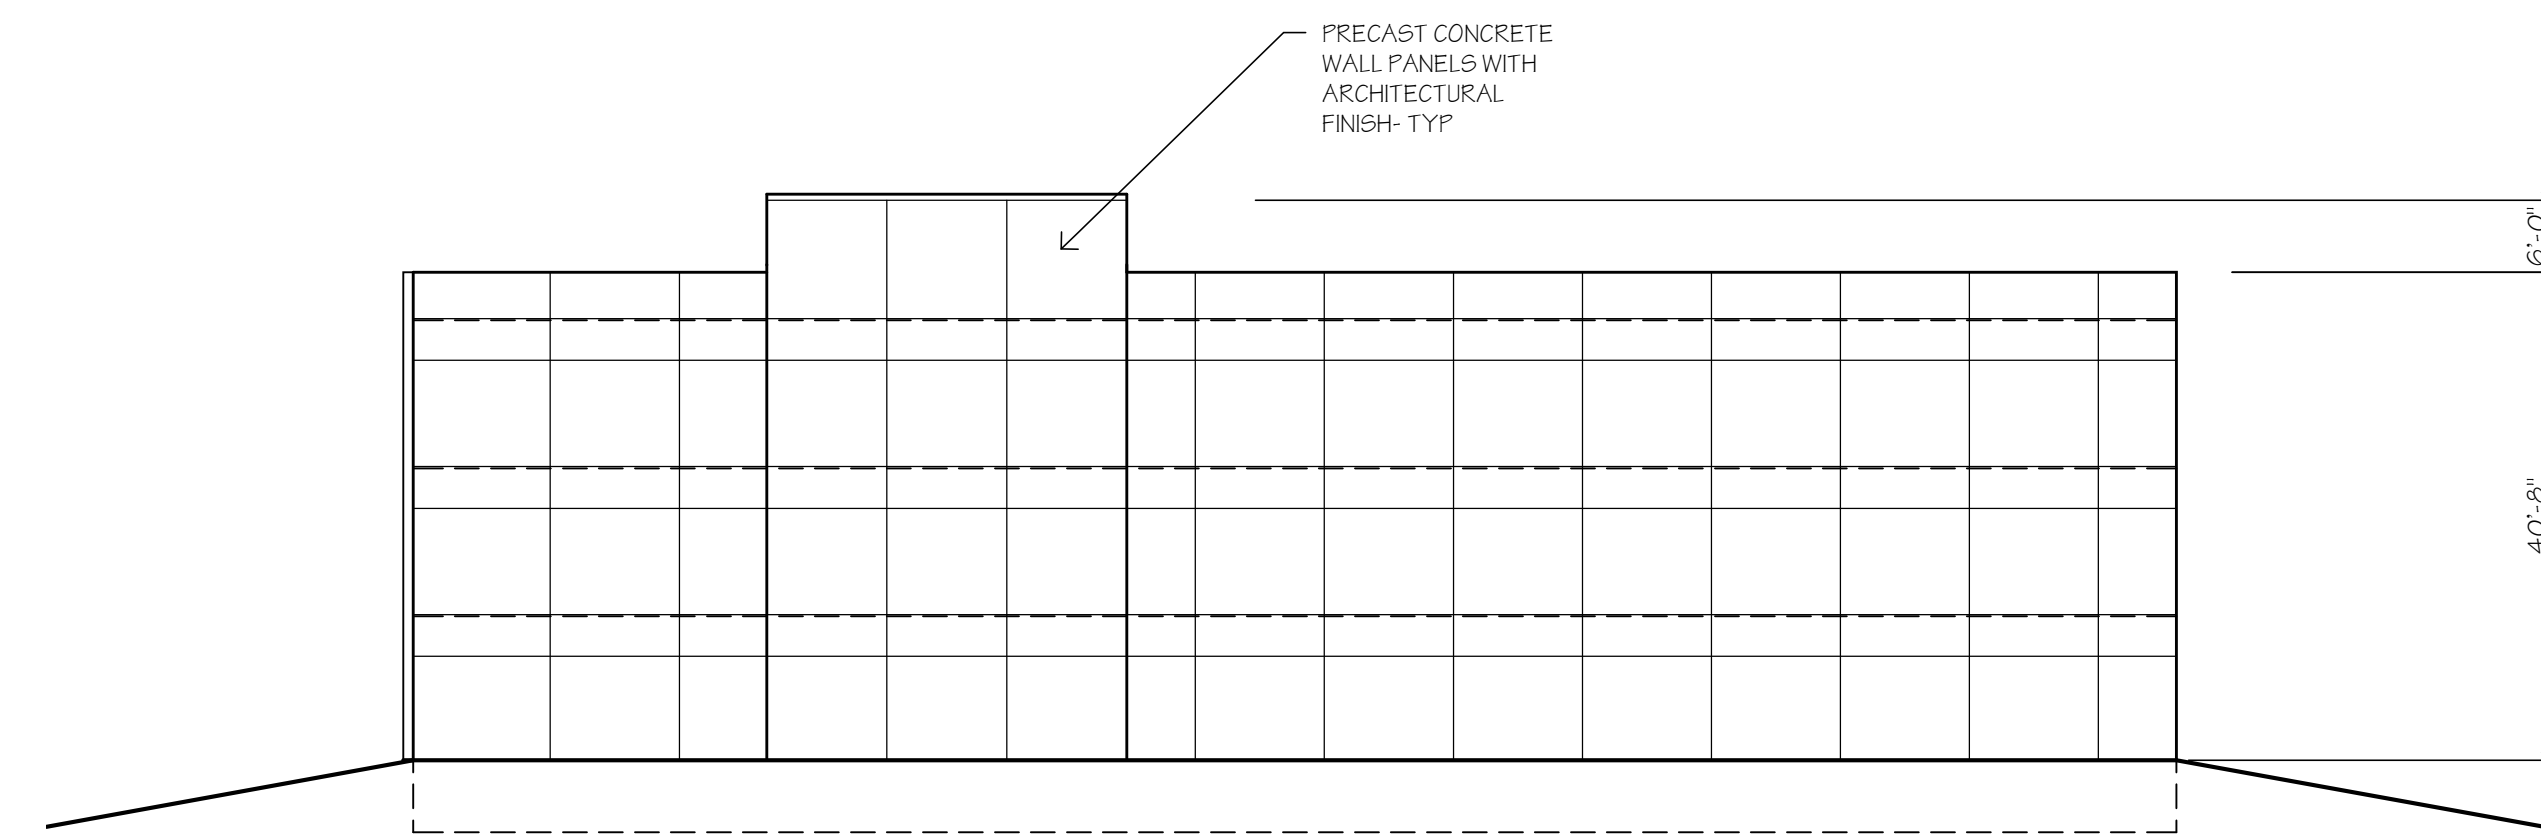 PRECAST CONCRETE
WALL PANELS WITH
ARCHITECTURAL
FINISH- TYP
6'-0"
40'-8"